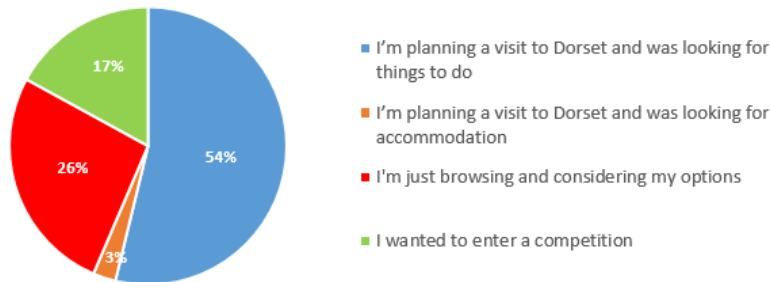 17%
54%
26%
3%
I’m planning a visit to Dorset and was looking for
things to do
I’m planning a visit to Dorset and was looking for
accommodation
I'm just browsing and considering my options
I wanted to enter a competition